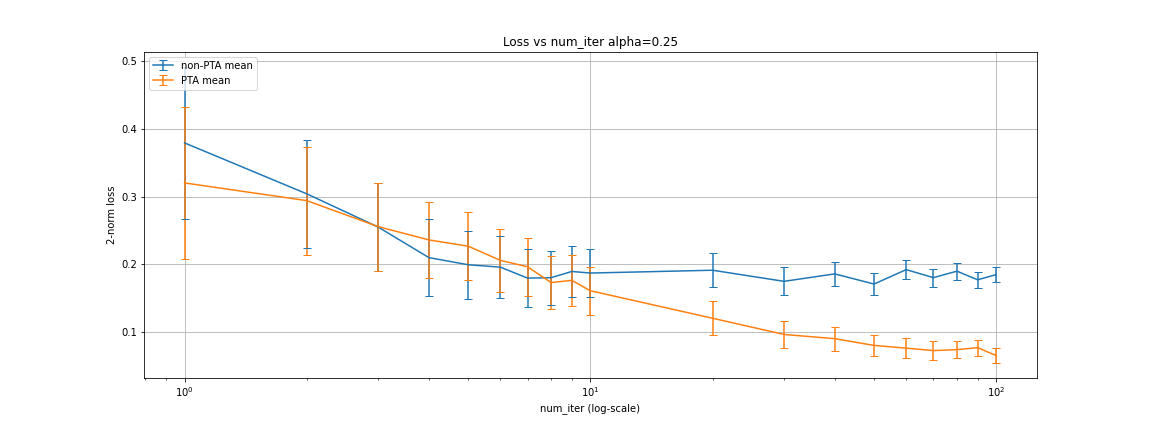 Loss vs num_iter alpha=0.25
non-PTA mean
PTA mean
2-norm loss
0.5
0.4
0.3
0.2
0.1
10⁰
10¹
10²
num_iter (log-scale)